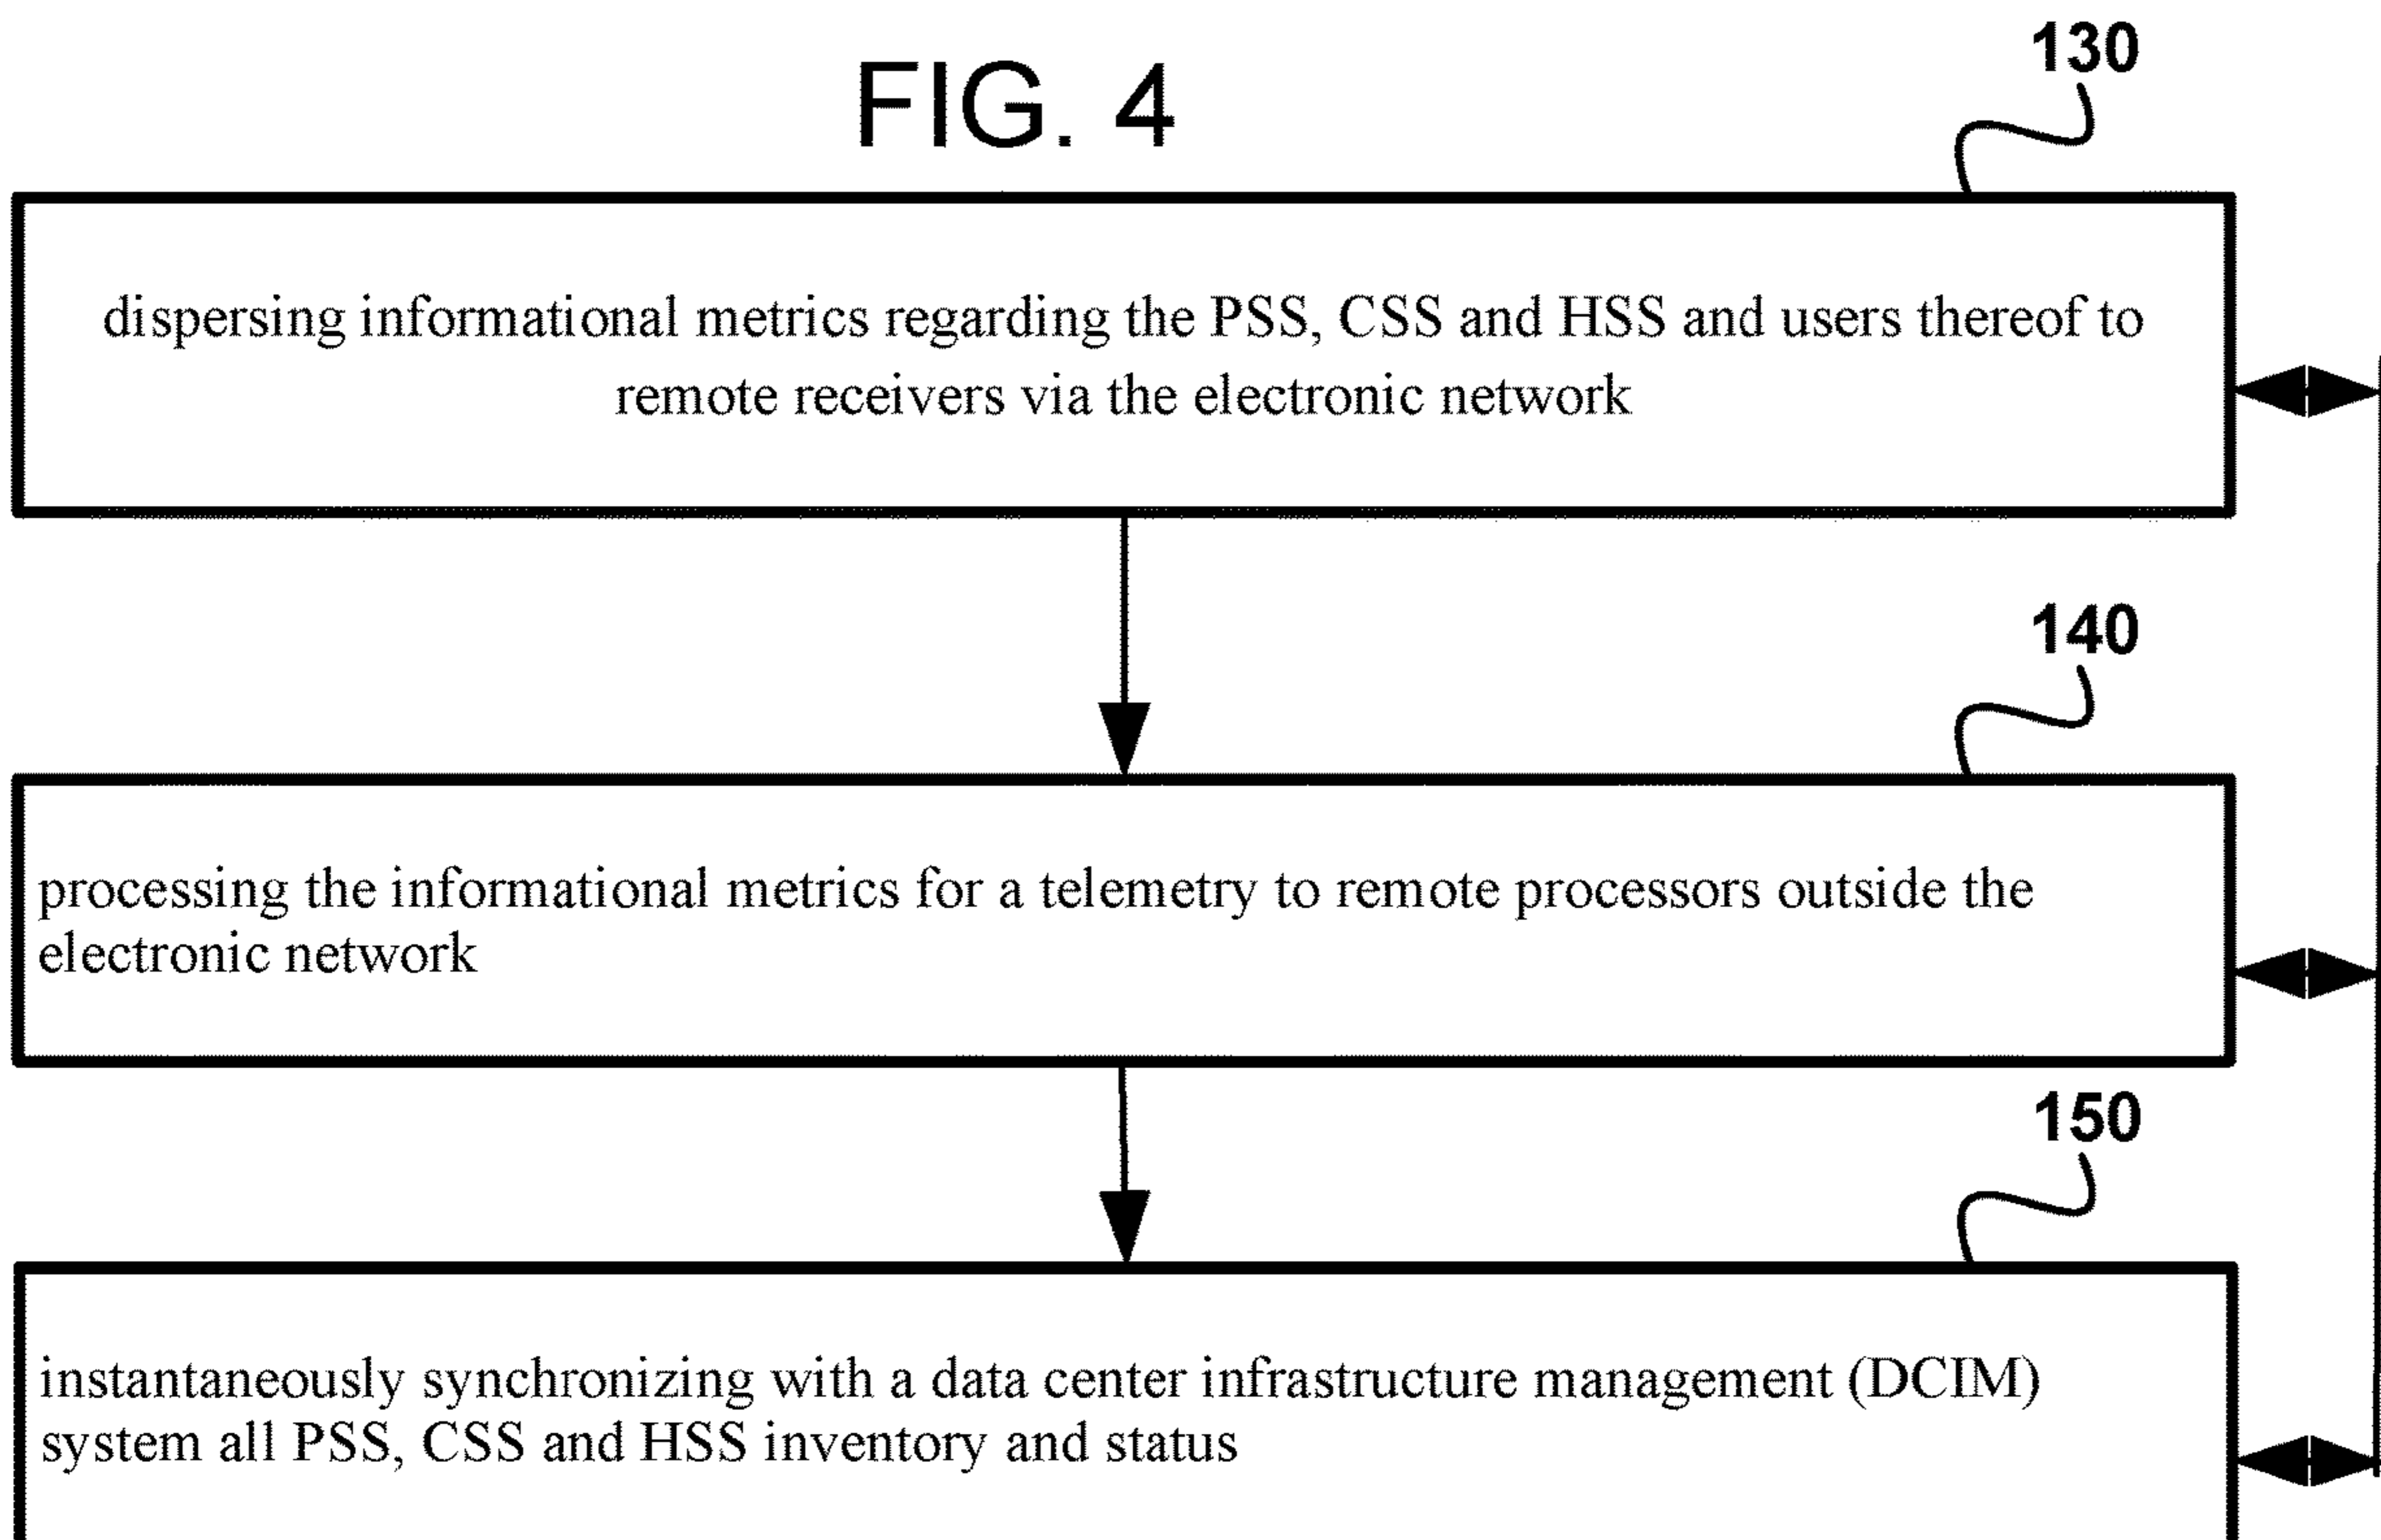 FIG. 4
130
dispersing informational metrics regarding the PSS, CSS and HSS and users thereof to
remote receivers via the electronic network
140
processing the informational metrics for a telemetry to remote processors outside the
electronic network
150
instantaneously synchronizing with a data center infrastructure management (DCIM)
system all PSS, CSS and HSS inventory and status